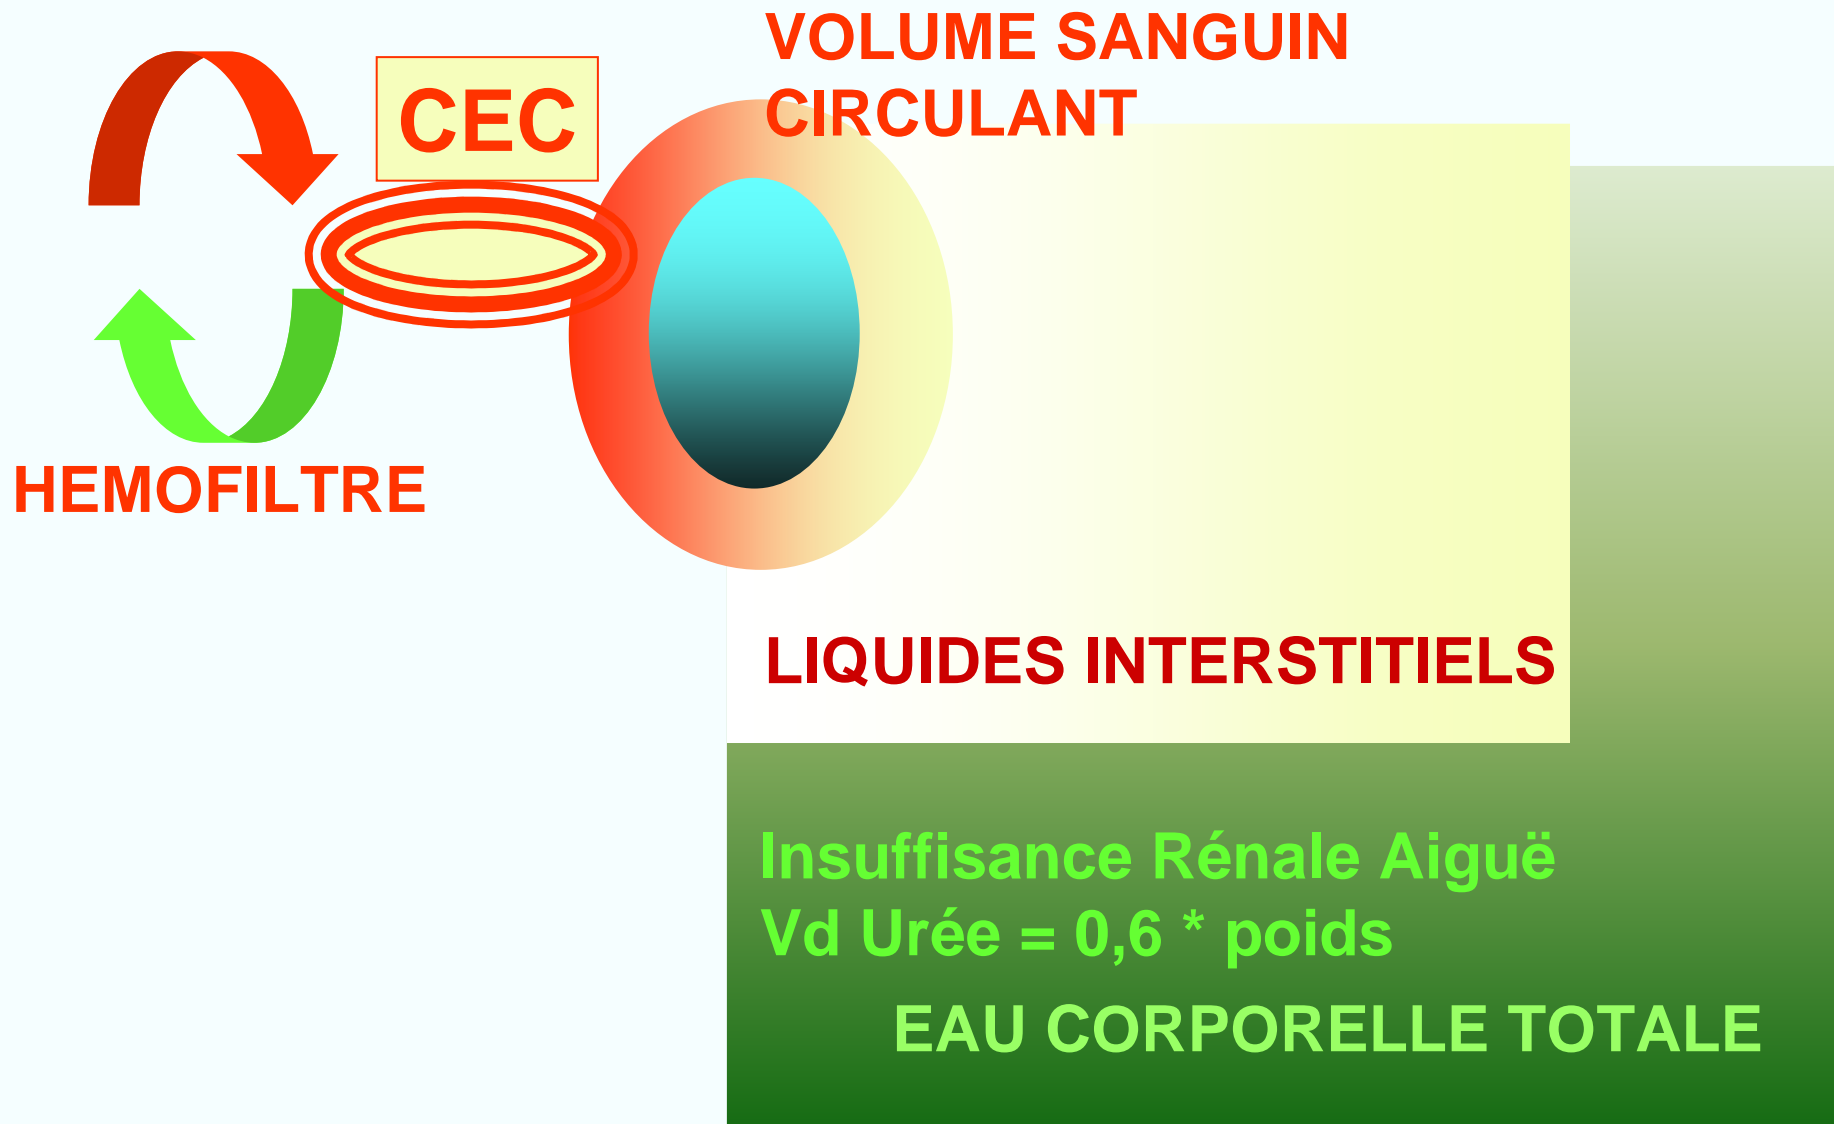 VOLUME SANGUIN
CIRCULANT
CEC
HEMOFILTRE
LIQUIDES INTERSTITIELS
Insuffisance Rénale Aiguë
Vd Urée = 0,6 * poids
EAU CORPORELLE TOTALE